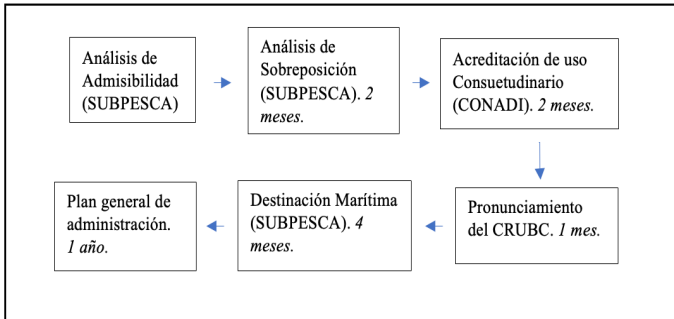 Análisis de
Admisibilidad
(SUBPESCA)
Análisis de
Sobreposición
(SUBPESCA). 2
meses.
Acreditación de uso
Consuetudinario
(CONADI). 2 meses.
Pronunciamiento
del CRUBC. 1 mes.
Destinación Marítima
(SUBPESCA). 4
meses.
Plan general de
administración.
1 año.